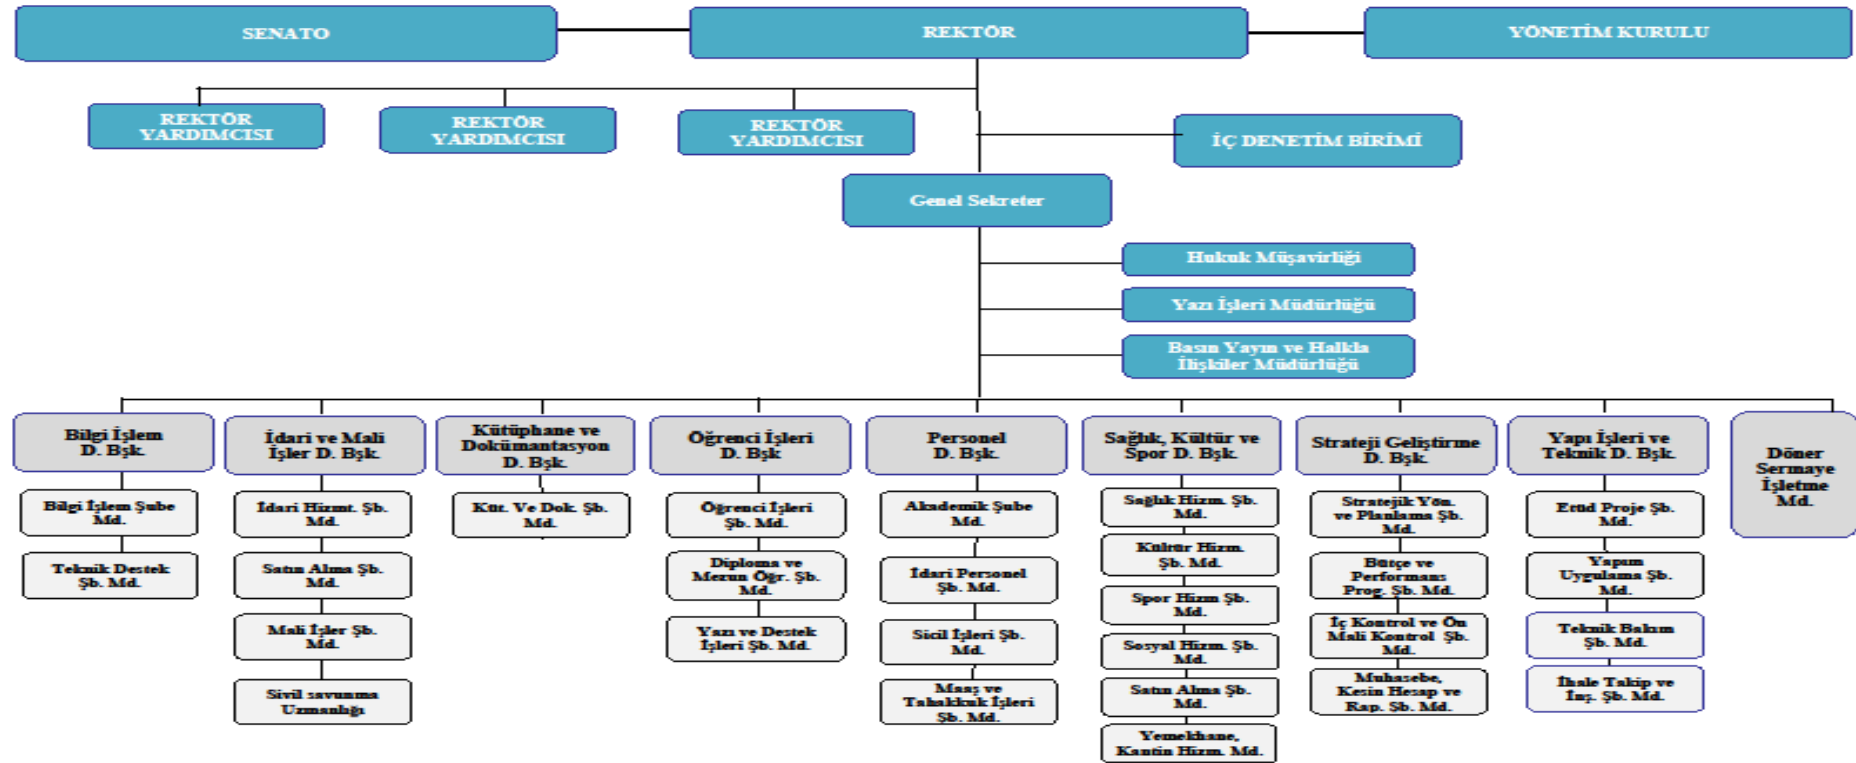 SENATO
REKTÖR
YÖNETİM KURULU
REKTÖR
YARDIMCISI
REKTÖR
YARDIMCISI
REKTÖR
YARDIMCISI
İÇ DENETİM BİRİMİ
Genel Sekreter
Hukuk Müşavirliği
Yazı İşleri Müdürlüğü
Basın Yayın ve Halkla
İlişkiler Müdürlüğü
Bilgi İşlem
D. Bşk.
Bilgi İşlem Şube
Md.
Teknik Destek
Şb. Md.
İdari ve Mali
İşler D. Bşk.
İdari Hizmt. Şb.
Md.
Satın Alma Şb.
Md.
Mali İşler Şb.
Md.
Sivil savunma
Uzmanlığı
Kütüphane ve
Dokümantasyon
D. Bşk.
Küt. Ve Dok. Şb.
Md.
Öğrenci İşleri
D. Bşk
Öğrenci İşleri
Şb. Md.
Diploma ve
Mezun Öğr. Şb.
Md.
Yazı ve Destek
İşleri Şb. Md.
Personel
D. Bşk.
Akademik Şube
Md.
İdari Personel
Şb. Md.
Sicil İşleri Şb.
Md.
Maaş ve
Tahakkuk İşleri
Şb. Md.
Sağlık, Kültür ve
Spor D. Bşk.
Sağlık Hizm. Şb.
Md.
Kültür Hizm.
Şb. Md.
Spor Hizm Şb.
Md.
Sosyal Hizm. Şb.
Md.
Satın Alma Şb.
Md.
Yemekhane,
Kantin Hizm. Md.
Strateji Geliştirme
D. Bşk.
Stratejik Yön.
ve Planlama Şb.
Md.
Bütçe ve
Performans
Prog. Şb. Md.
İç Kontrol ve Ön
Mali Kontrol Şb.
Md.
Muhasebe,
Kesin Hesap ve
Rap. Şb. Md.
Yapı İşleri ve
Teknik D. Bşk.
Etüd Proje Şb.
Md.
Yapım
Uygulama Şb.
Md.
Teknik Bakım
Şb. Md.
İhale Takip ve
İnş. Şb. Md.
Döner
Sermaye
İşletme
Md.